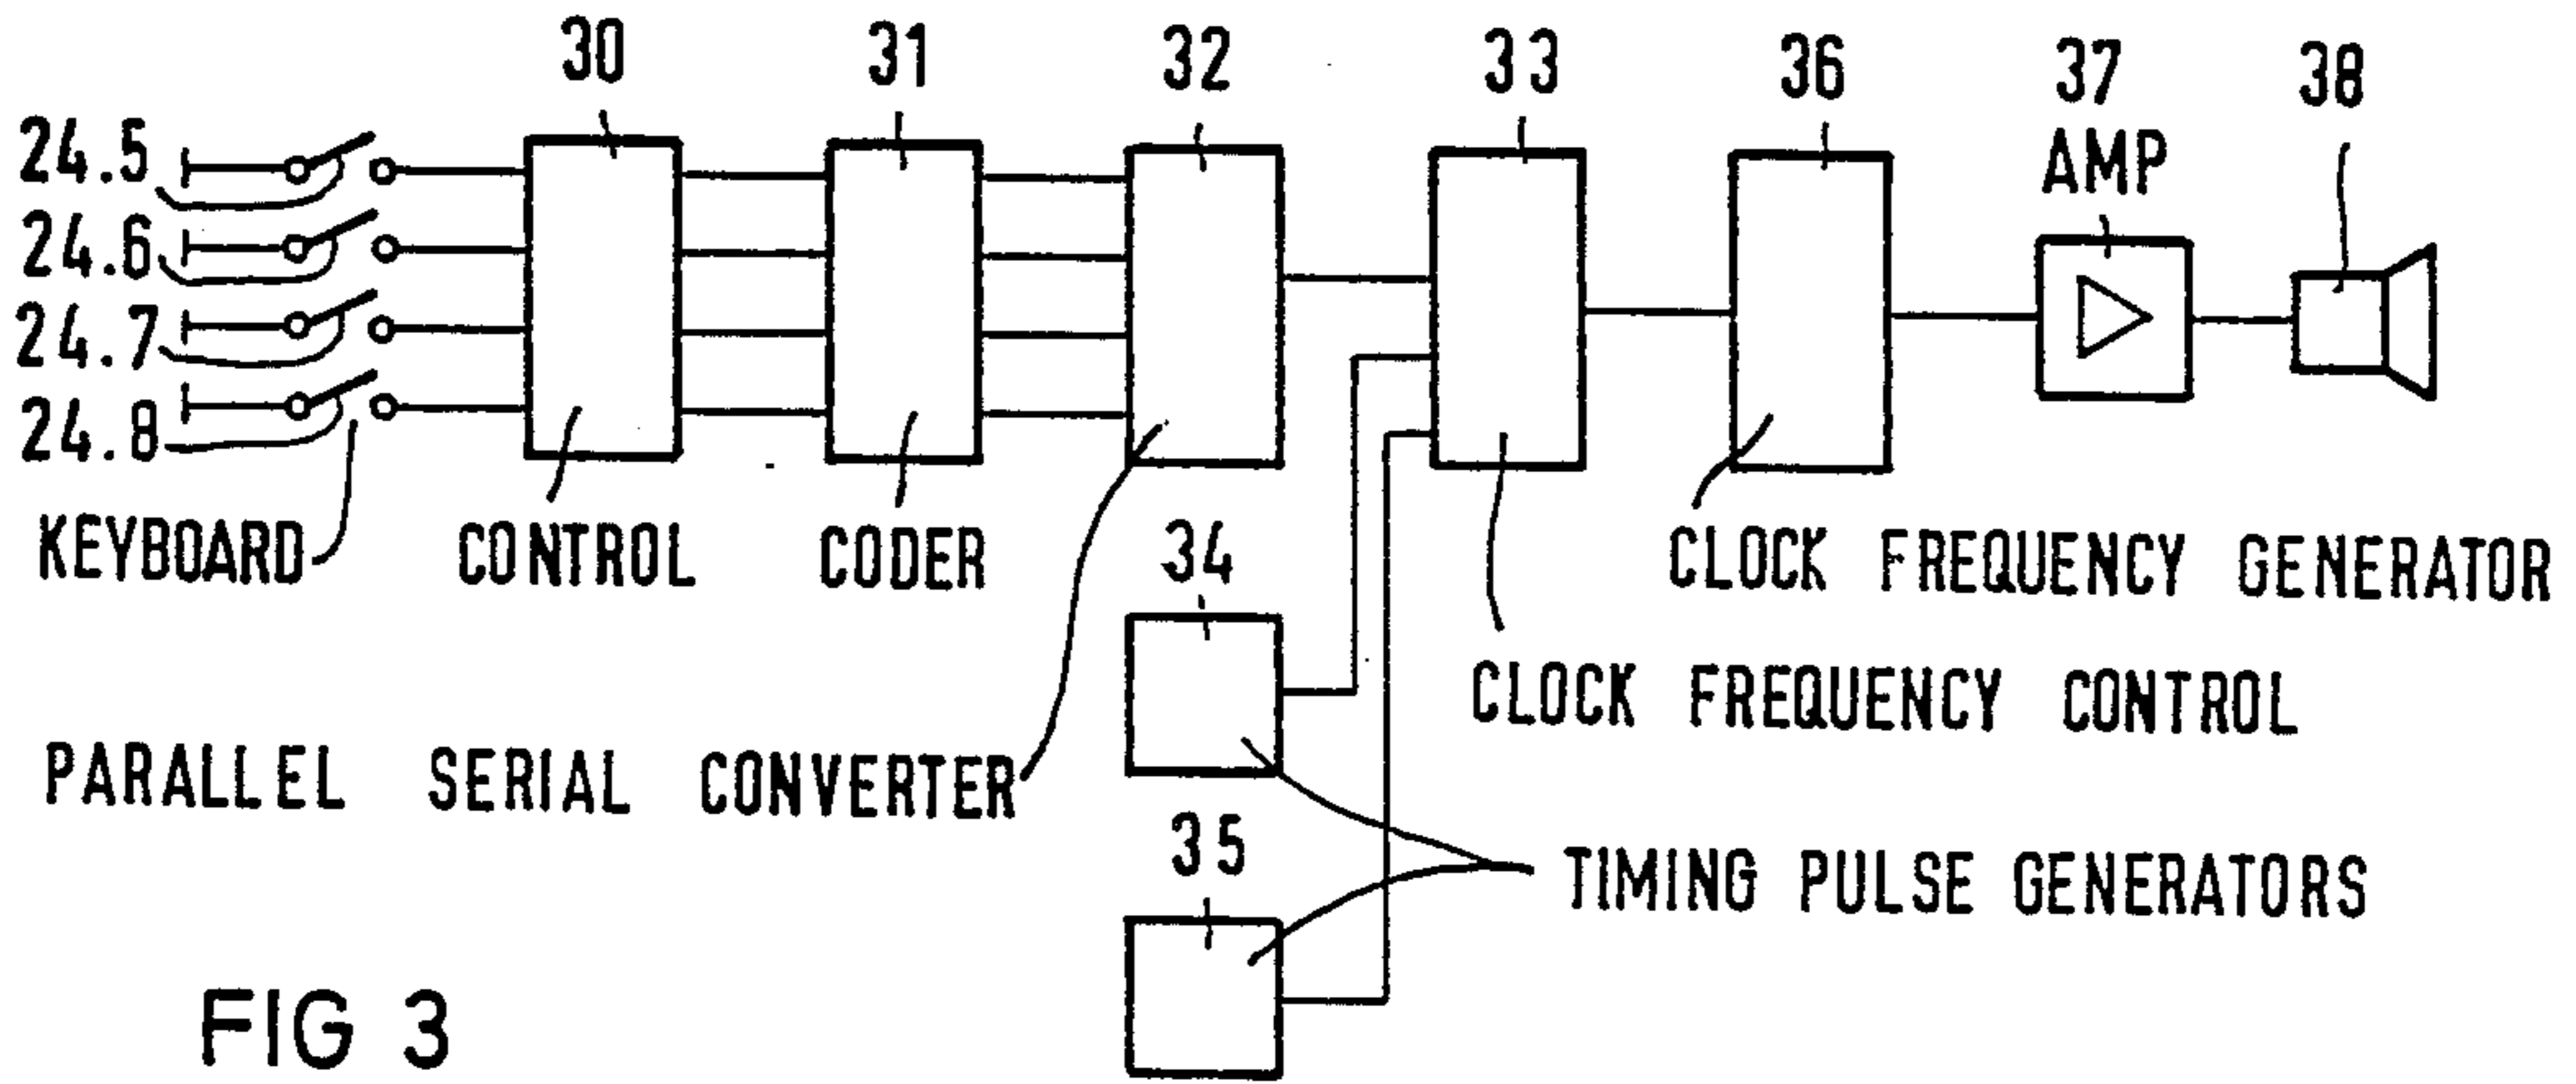 30 31 32 33 36 37 38
AMP
24.5
24.6
24.7
24.8
KEYBOARD CONTROL CODER
34
CLOCK FREQUENCY GENERATOR
CLOCK FREQUENCY CONTROL
PARALLEL SERIAL CONVERTER
35
TIMING PULSE GENERATORS
FIG 3